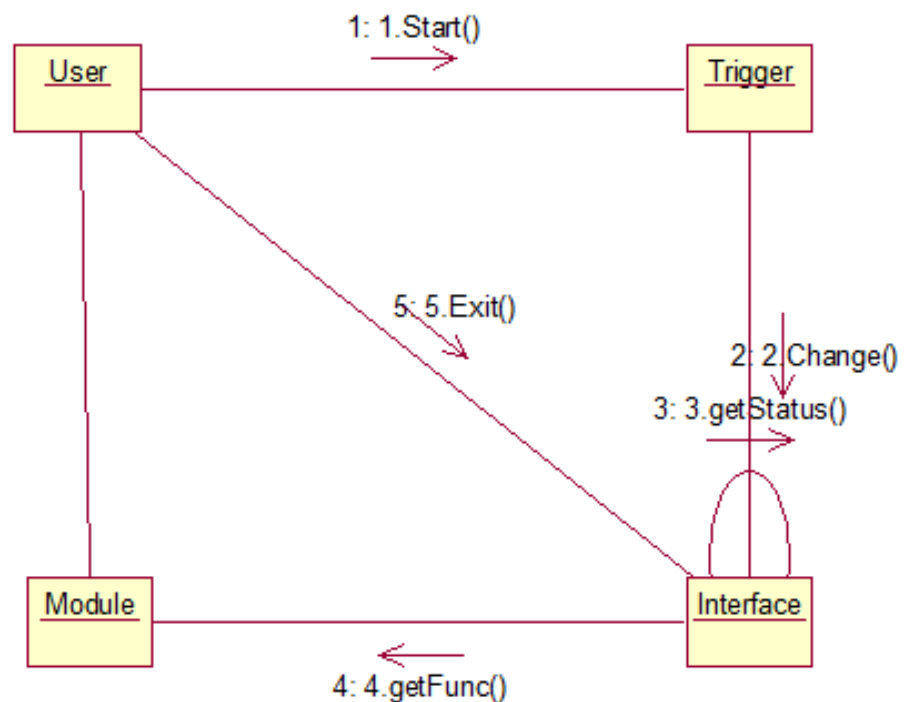 1: 1.Start()
User
Trigger
5: 5.Exit()
2: 2.Change()
3: 3.getStatus()
Module
Interface
4: 4.getFunc()